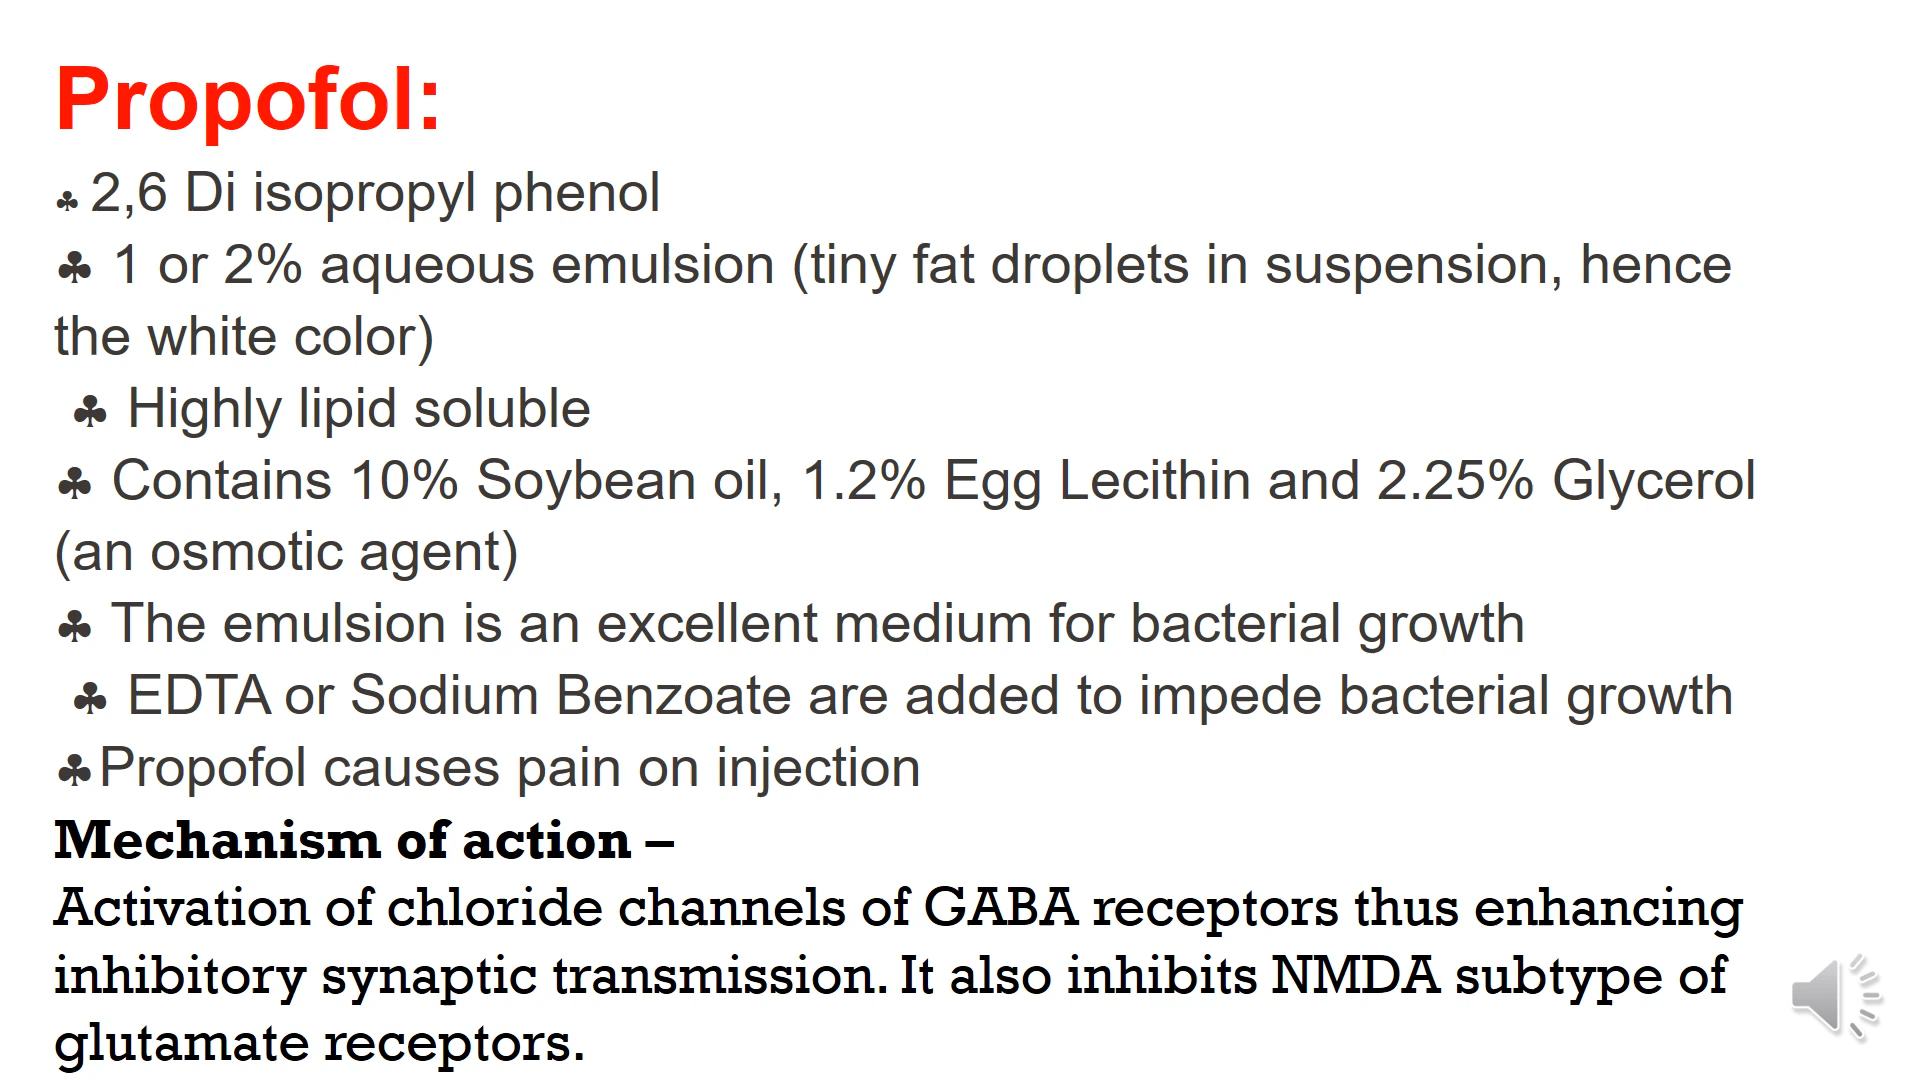 Propofol:
♣ 2,6 Di isopropyl phenol
♣ 1 or 2% aqueous emulsion (tiny fat droplets in suspension, hence
the white color)
♣ Highly lipid soluble
♣ Contains 10% Soybean oil, 1.2% Egg Lecithin and 2.25% Glycerol
(an osmotic agent)
♣ The emulsion is an excellent medium for bacterial growth
♣ EDTA or Sodium Benzoate are added to impede bacterial growth
♣Propofol causes pain on injection
Mechanism of action –
Activation of chloride channels of GABA receptors thus enhancing
inhibitory synaptic transmission. It also inhibits NMDA subtype of
glutamate receptors.